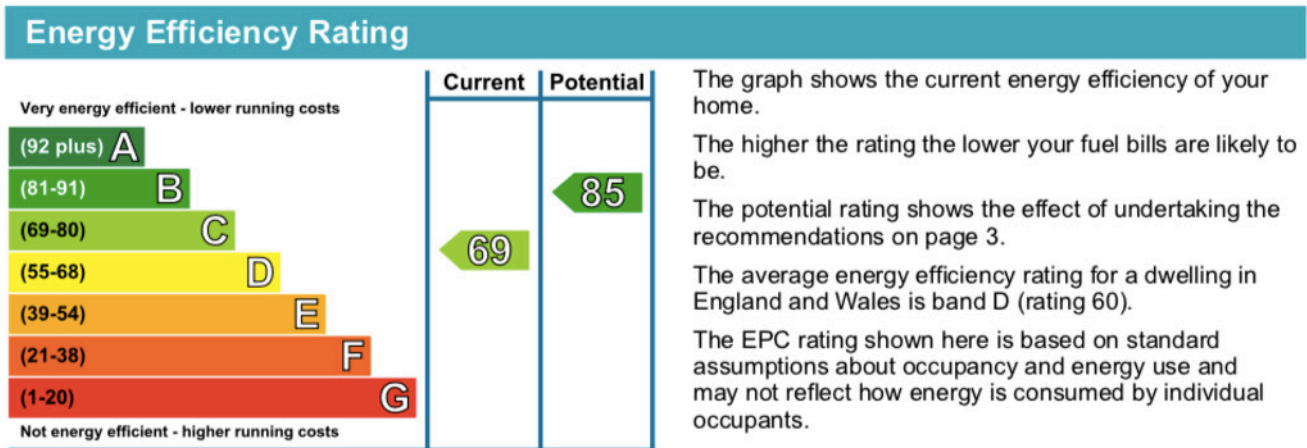 Energy Efficiency Rating
Current
Potential
Very energy efficient - lower running costs
(92 plus) A
(81-91) B
(69-80) C
(55-68) D
(39-54) E
(21-38) F
(1-20) G
Not energy efficient - higher running costs
69
85
The graph shows the current energy efficiency of your
home.
The higher the rating the lower your fuel bills are likely to
be.
The potential rating shows the effect of undertaking the
recommendations on page 3.
The average energy efficiency rating for a dwelling in
England and Wales is band D (rating 60).
The EPC rating shown here is based on standard
assumptions about occupancy and energy use and
may not reflect how energy is consumed by individual
occupants.